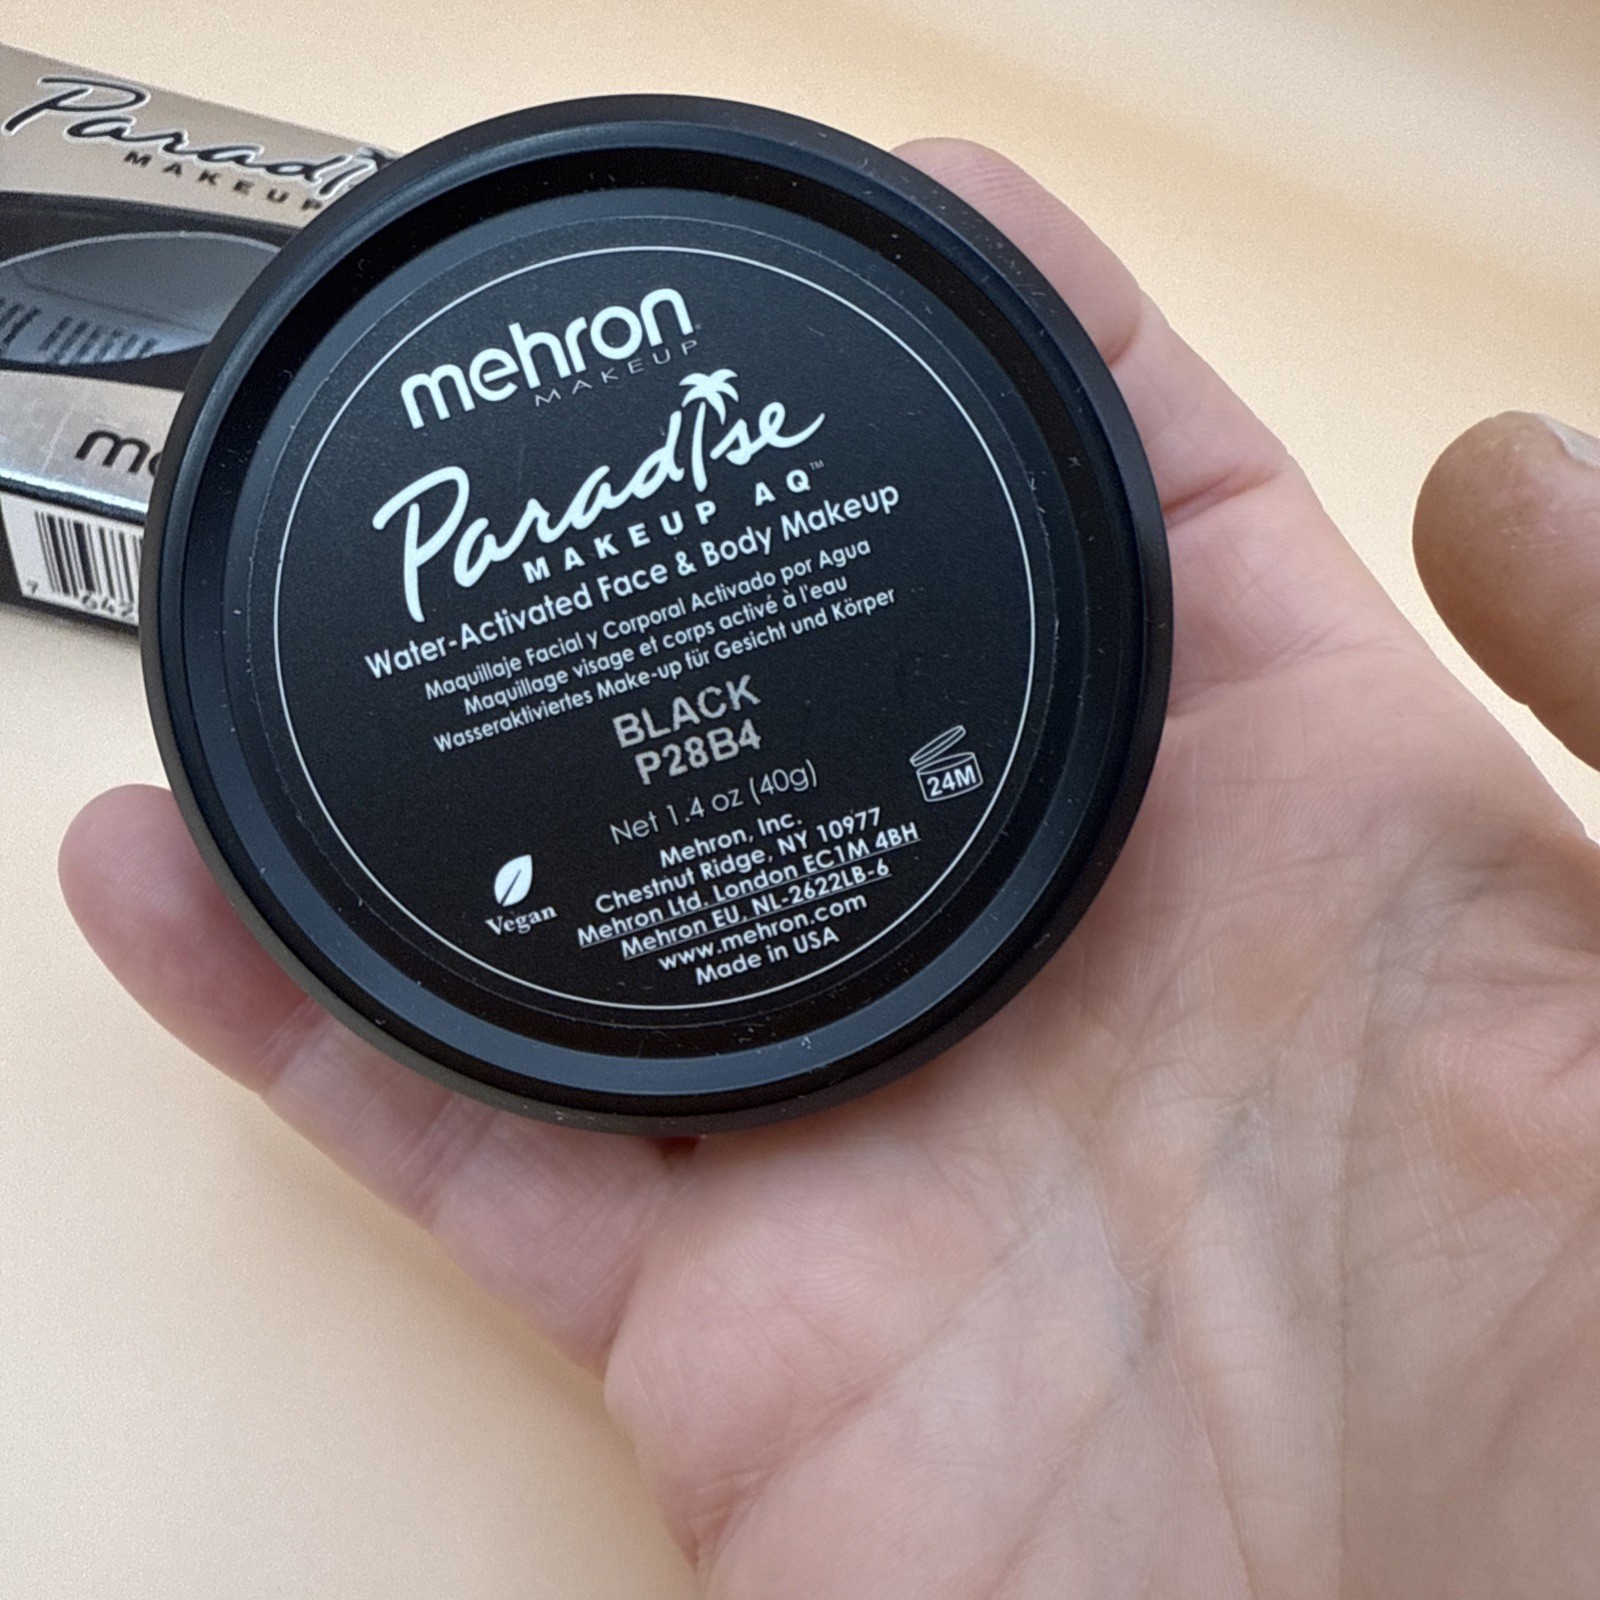 Paradi
MAKEUP
mehron
MAKEUP
Paradise
MAKEUP AQ™
Water-Activated Face & Body Makeup
Maquillaje Facial y Corporal Activado por Agua
Maquillage visage et corps activé à l'eau
Wasseraktiviertes Make-up für Gesicht und Körper
BLACK
P28B4
Net 1.4 oz (40g)
24M
Mehron, Inc.
Chestnut Ridge, NY 10977
Mehron Ltd. London EC1M 4BH
Mehron EU, NL-2622LB-6
www.mehron.com
Made in USA
Vegan
7